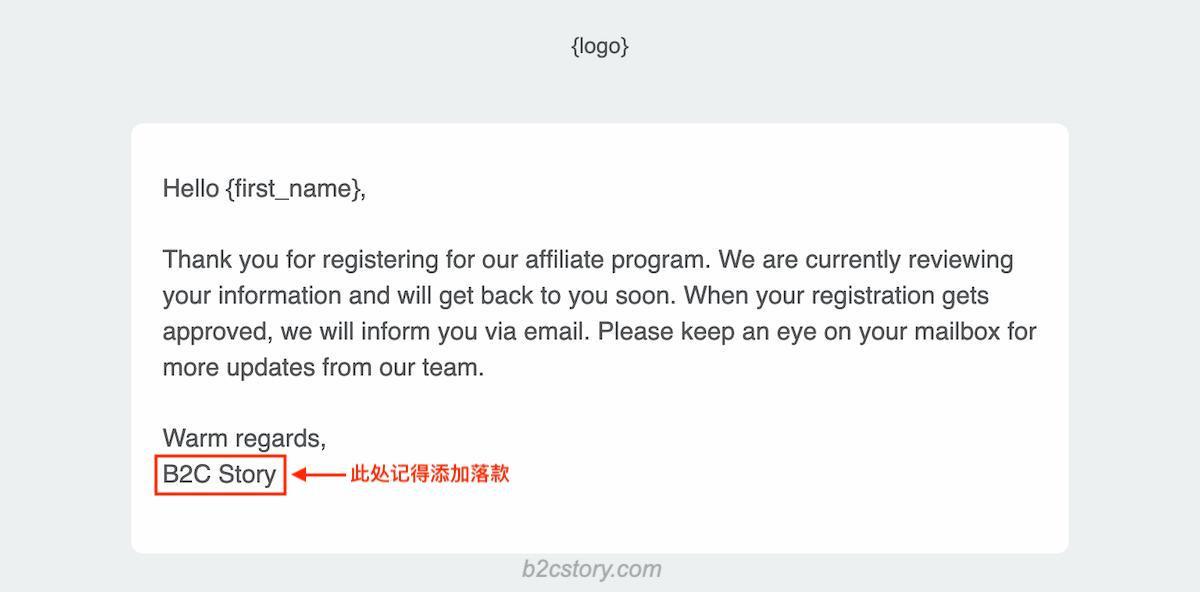 {logo}
Hello {first_name},
Thank you for registering for our affiliate program. We are currently reviewing
your information and will get back to you soon. When your registration gets
approved, we will inform you via email. Please keep an eye on your mailbox for
more updates from our team.
Warm regards,
B2C Story 此处记得添加落款
b2cstory.com